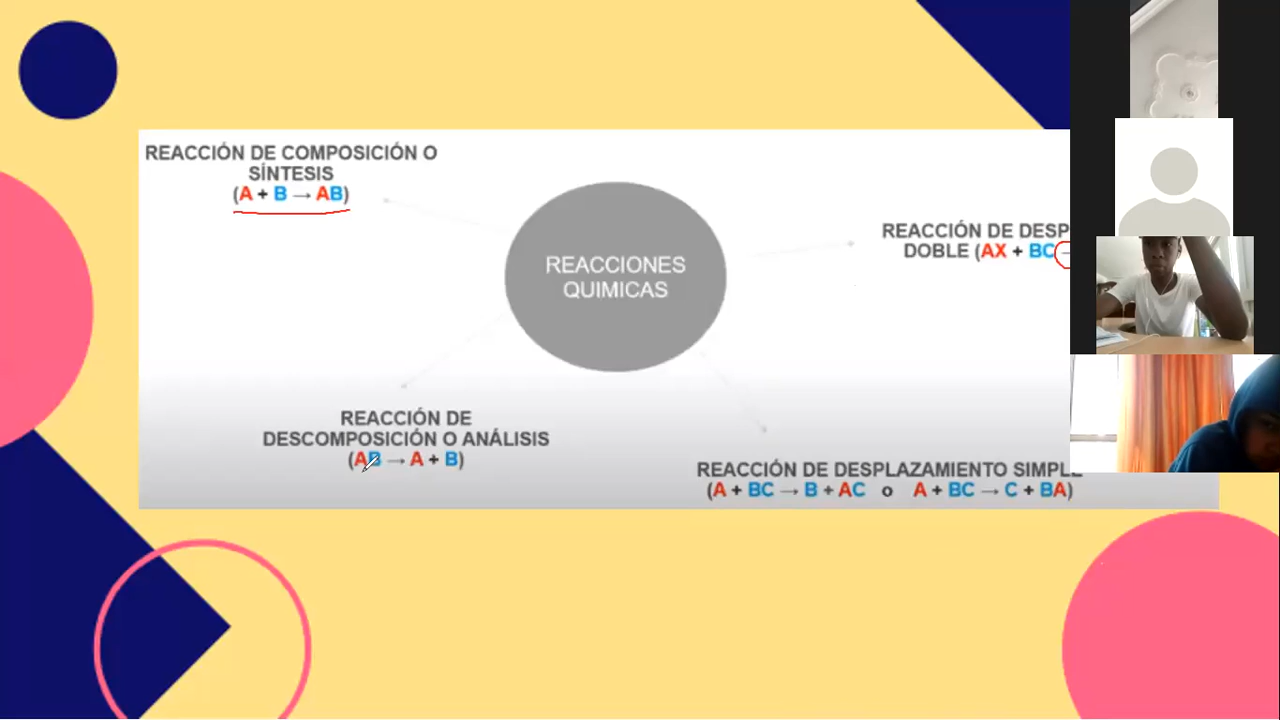 REACCIÓN DE COMPOSICIÓN O
SÍNTESIS
(A + B → AB)
REACCIONES
QUIMICAS
REACCIÓN DE
DOBLE (AX + BC
REACCIÓN DE
DESCOMPOSICIÓN O ANÁLISIS
(AB → A + B)
REACCIÓN DE DESPLAZAMIENTO SIMPLE
(A + BC → B + AC o A + BC → C + BA)